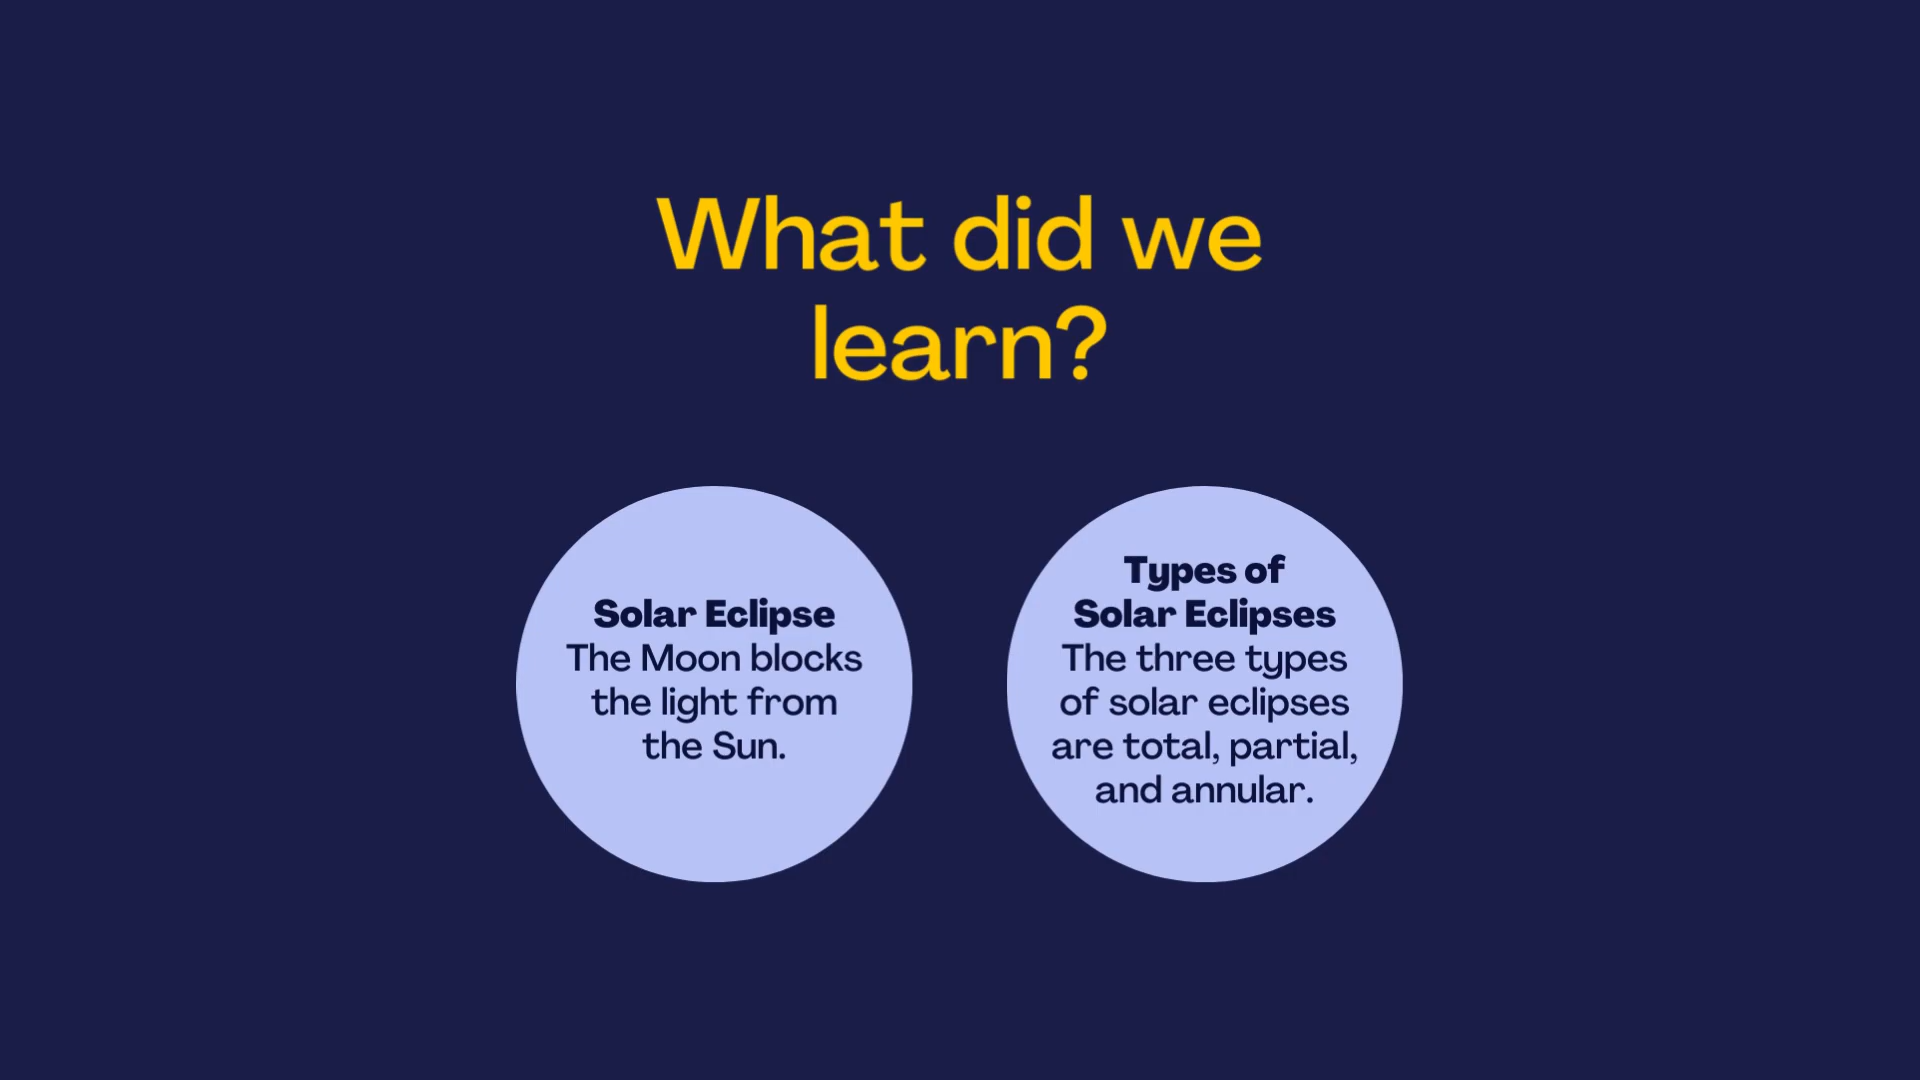 What did we
learn?
Solar Eclipse
The Moon blocks
the light from
the Sun.
Types of
Solar Eclipses
The three types
of solar eclipses
are total, partial,
and annular.